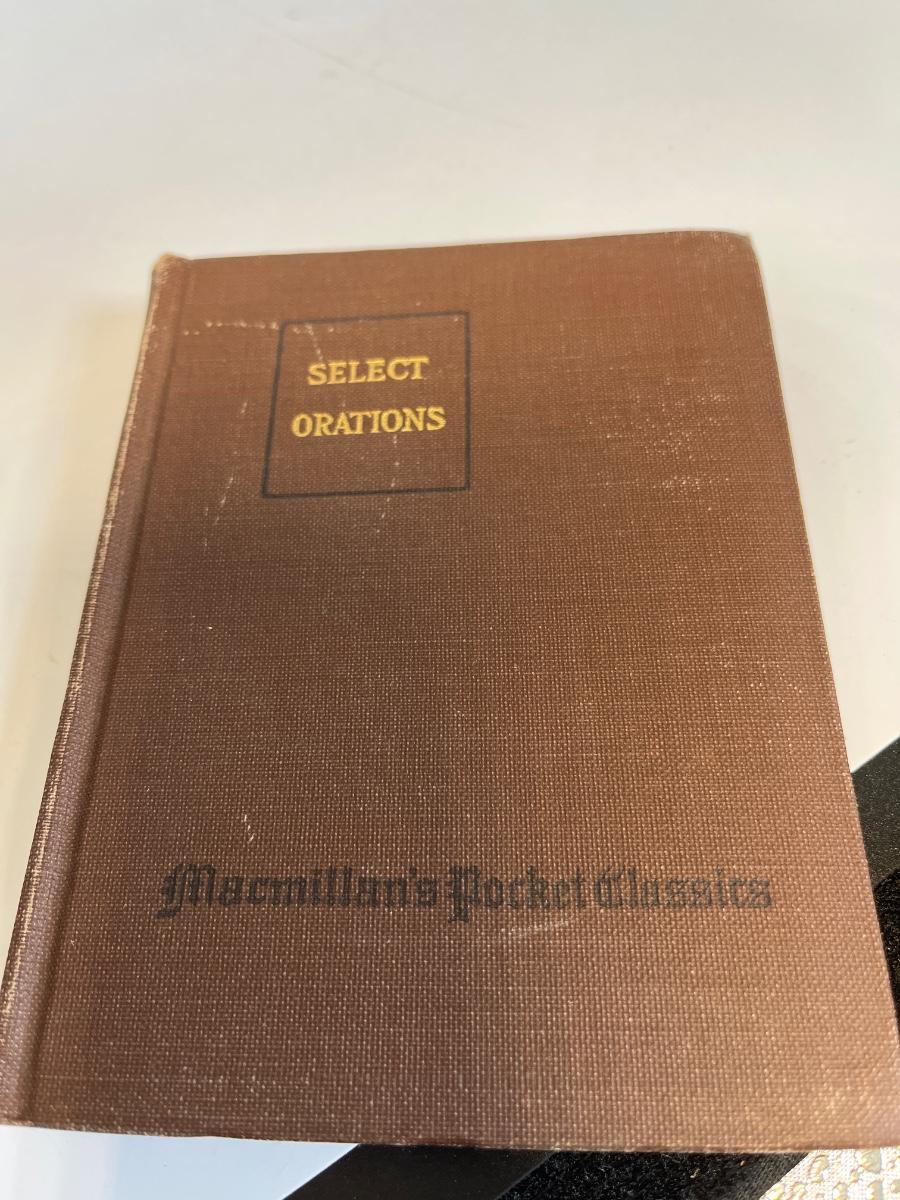 SELECT
ORATIONS
Macmillan's Pocket Classics